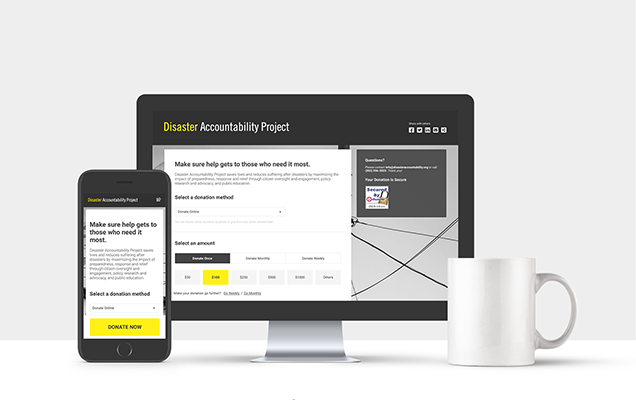 Disaster Accountability Project
Share with others
Make sure help gets to those who need it most.
Disaster Accountability Project saves lives and reduces suffering after disasters by maximizing the impact of
preparedness, response and relief through citizen oversight and engagement, policy
research and advocacy, and public education.
Select a donation method
Donate Online
Select an amount
Donate Once
Donate Monthly
Donate Weekly
$50
$100
$250
$500
$1000
Others
Make your donation go further? Go Weekly / Go Monthly
Questions?
Please contact info@disasteraccountability.org or call
Your Donation is Secure
Secured
by
Disaster Accountability Project
Make sure help gets to
those who need it
most.
Disaster Accountability Project saves
lives and reduces suffering after
disasters by maximizing the impact of
preparedness, response and relief
through citizen oversight and
engagement, policy research and
advocacy, and public education.
Select a donation method
Donate Online
DONATE NOW